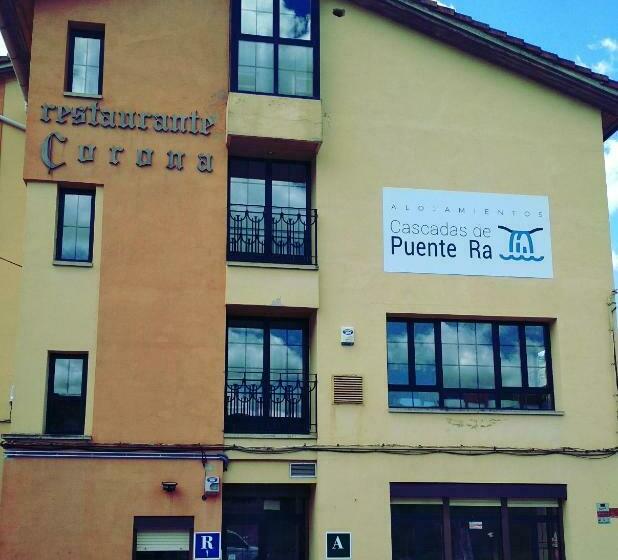 restaurante
Corona
ALOJAMIENTOS
Cascadas de
Puente Ra
R
A